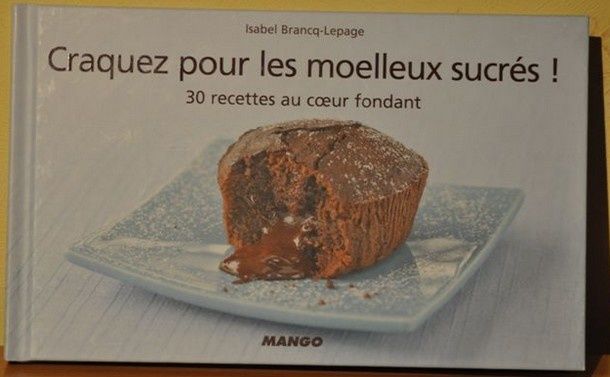 Isabel Brancq-Lepage
Craquez pour les moelleux sucrés !
30 recettes au cœur fondant
MANGO